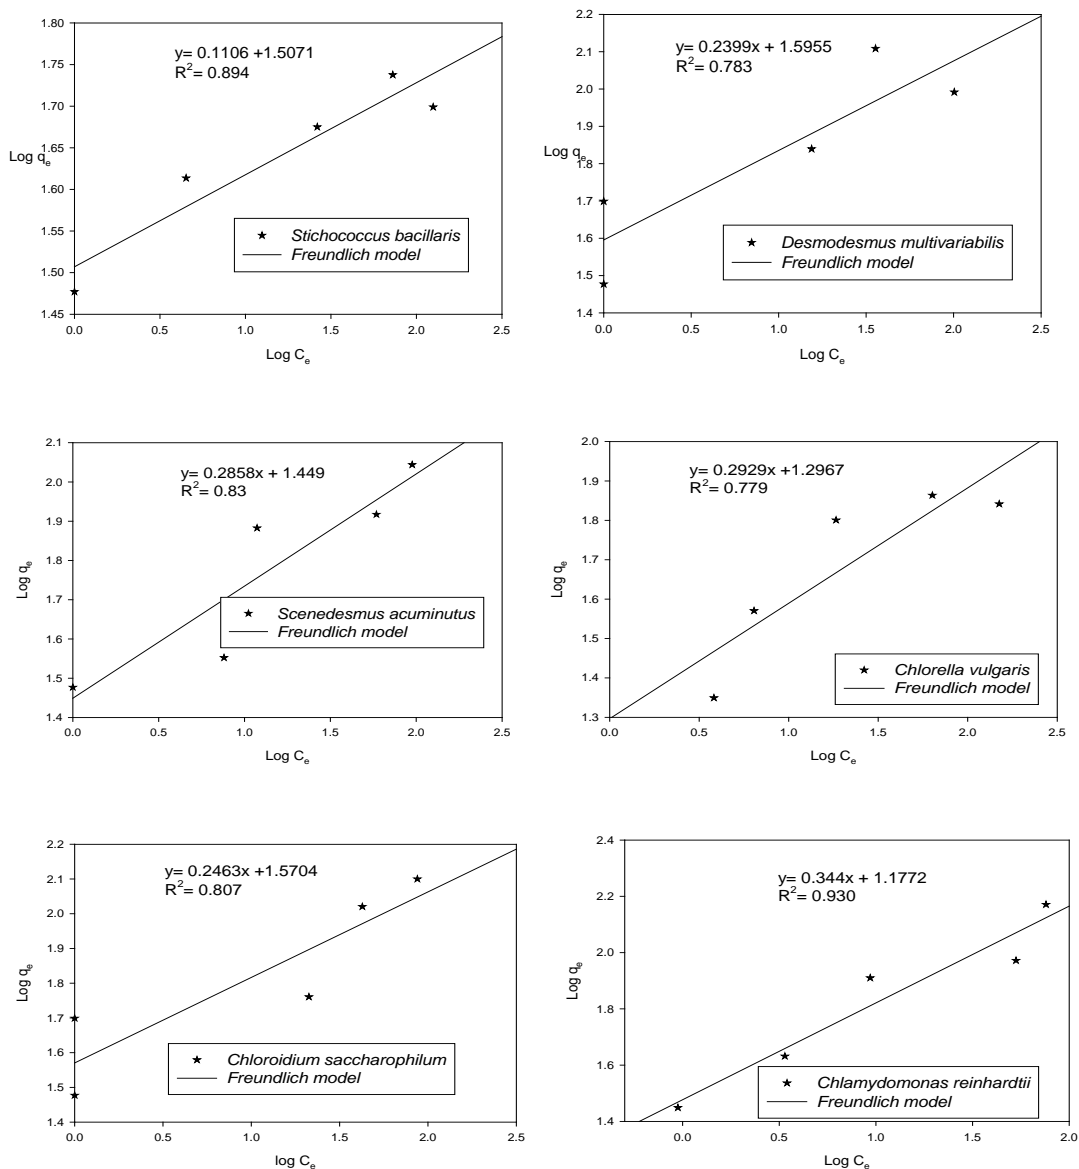 y= 0.1106 +1.5071
R2= 0.894
Log qe
1.80
1.75
1.70
1.65
1.60
1.55
1.50
1.45
Stichococcus bacillaris
Freundlich model
0.0 0.5 1.0 1.5 2.0 2.5
Log Ce
y= 0.2399x + 1.5955
R2= 0.783
Log qe
2.2
2.1
2.0
1.9
1.8
1.7
1.6
1.5
1.4
Desmodesmus multivariabilis
Freundlich model
0.0 0.5 1.0 1.5 2.0 2.5
Log Ce
y= 0.2858x + 1.449
R2= 0.83
Log qe
2.1
2.0
1.9
1.8
1.7
1.6
1.5
1.4
Scenedesmus acuminutus
Freundlich model
0.0 0.5 1.0 1.5 2.0 2.5
Log Ce
y= 0.2929x +1.2967
R2= 0.779
Log qe
2.0
1.9
1.8
1.7
1.6
1.5
1.4
1.3
Chlorella vulgaris
Freundlich model
0.0 0.5 1.0 1.5 2.0 2.5
Log Ce
y= 0.2463x +1.5704
R2= 0.807
Log qe
2.2
2.1
2.0
1.9
1.8
1.7
1.6
1.5
1.4
Chloroidium saccharophilum
Freundlich model
0.0 0.5 1.0 1.5 2.0 2.5
log Ce
y= 0.344x + 1.1772
R2= 0.930
Log qe
2.4
2.2
2.0
1.8
1.6
1.4
Chlamydomonas reinhardtii
Freundlich model
0.0 0.5 1.0 1.5 2.0
Log Ce